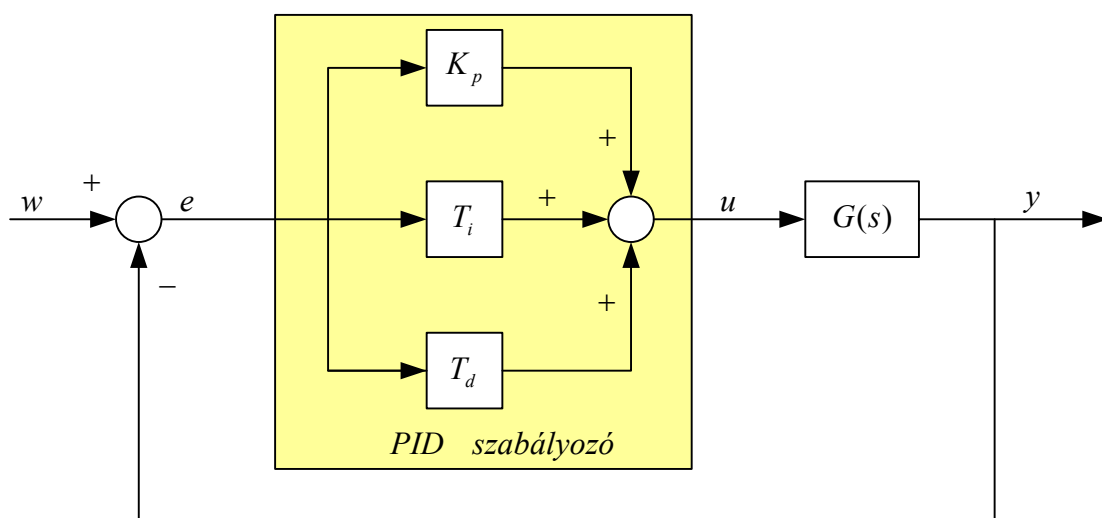 K_p
+
+
w
e
T_i
+
u
G(s)
y
−
+
T_d
PID szabályozó